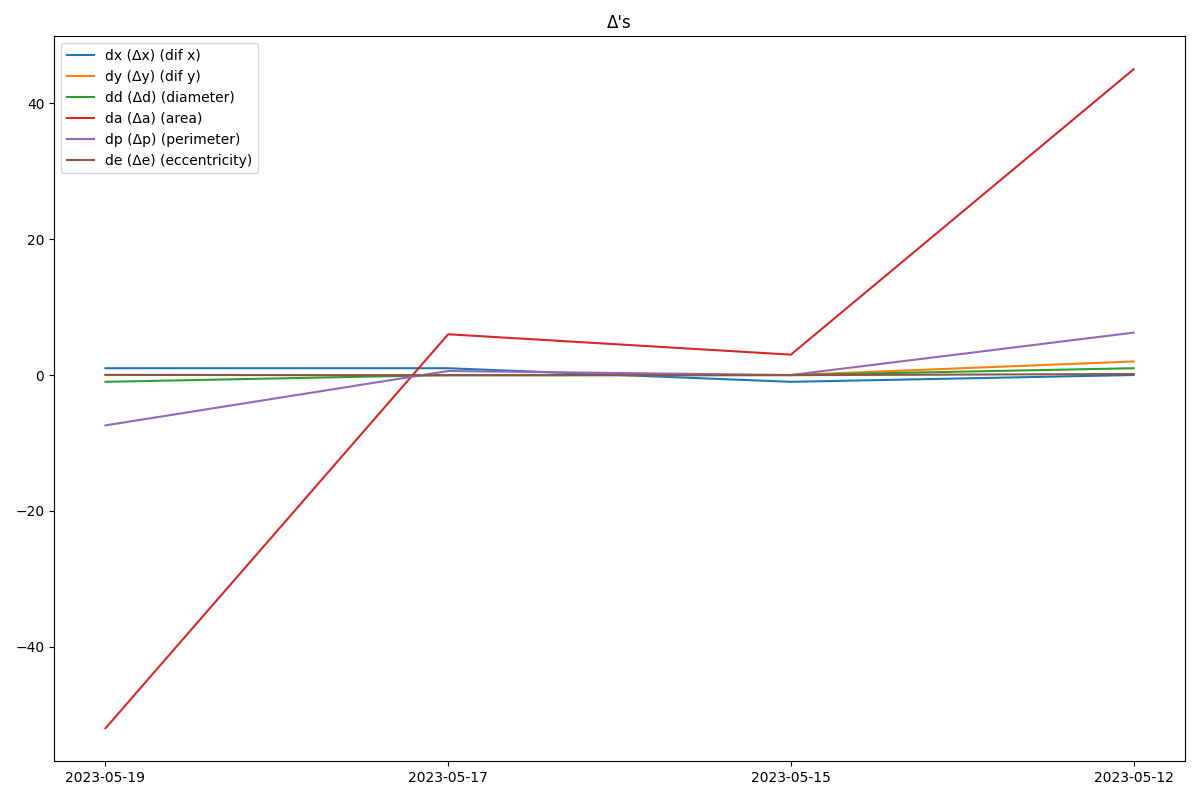 Δ's
dx (Δx) (dif x)
dy (Δy) (dif y)
dd (Δd) (diameter)
da (Δa) (area)
dp (Δp) (perimeter)
de (Δe) (eccentricity)
40
20
0
−20
−40
2023-05-19 2023-05-17 2023-05-15 2023-05-12